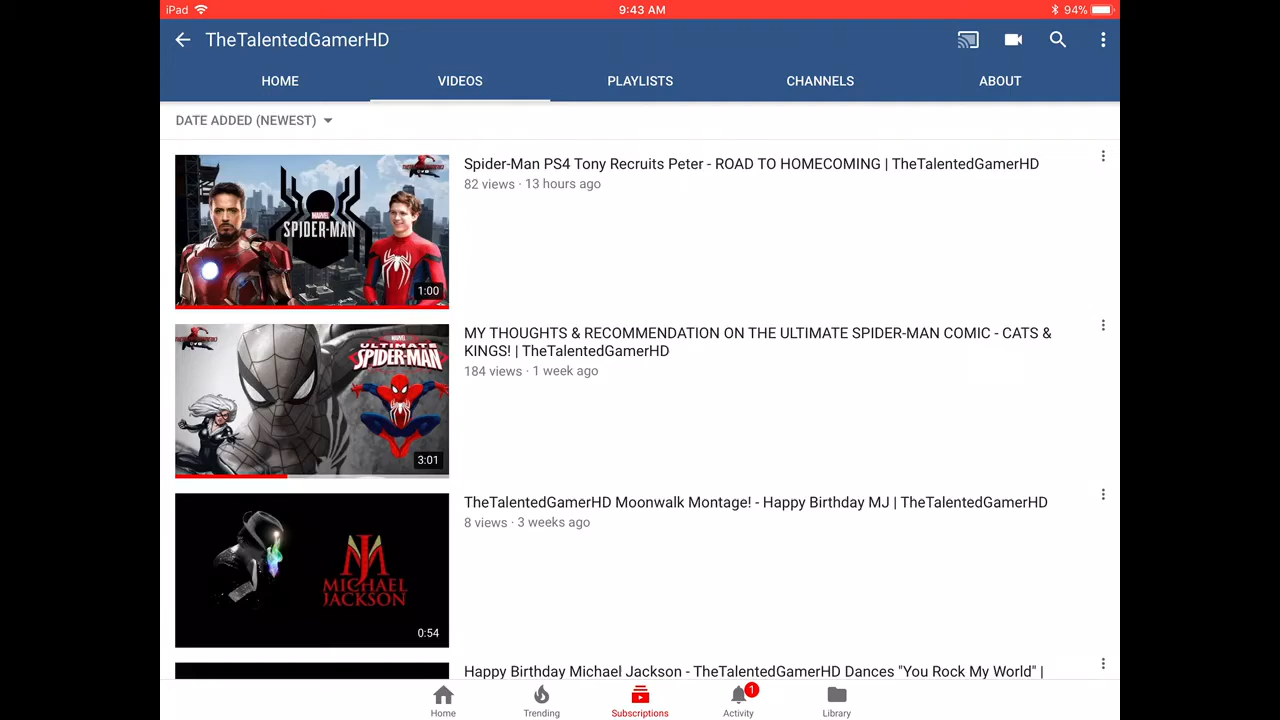 iPad 9:43 AM 94%
TheTalentedGamerHD
HOME VIDEOS PLAYLISTS CHANNELS ABOUT
DATE ADDED (NEWEST)
MARVEL
SPIDER-MAN
1:00
Spider-Man PS4 Tony Recruits Peter - ROAD TO HOMECOMING | TheTalentedGamerHD
82 views · 13 hours ago
MARVEL
ULTIMATE
SPIDER-MAN
3:01
MY THOUGHTS & RECOMMENDATION ON THE ULTIMATE SPIDER-MAN COMIC - CATS &
KINGS! | TheTalentedGamerHD
184 views · 1 week ago
MJ
MICHAEL
JACKSON
0:54
TheTalentedGamerHD Moonwalk Montage! - Happy Birthday MJ | TheTalentedGamerHD
8 views · 3 weeks ago
Happy Birthday Michael Jackson - TheTalentedGamerHD Dances "You Rock My World" |
1
Home Trending Subscriptions Activity Library